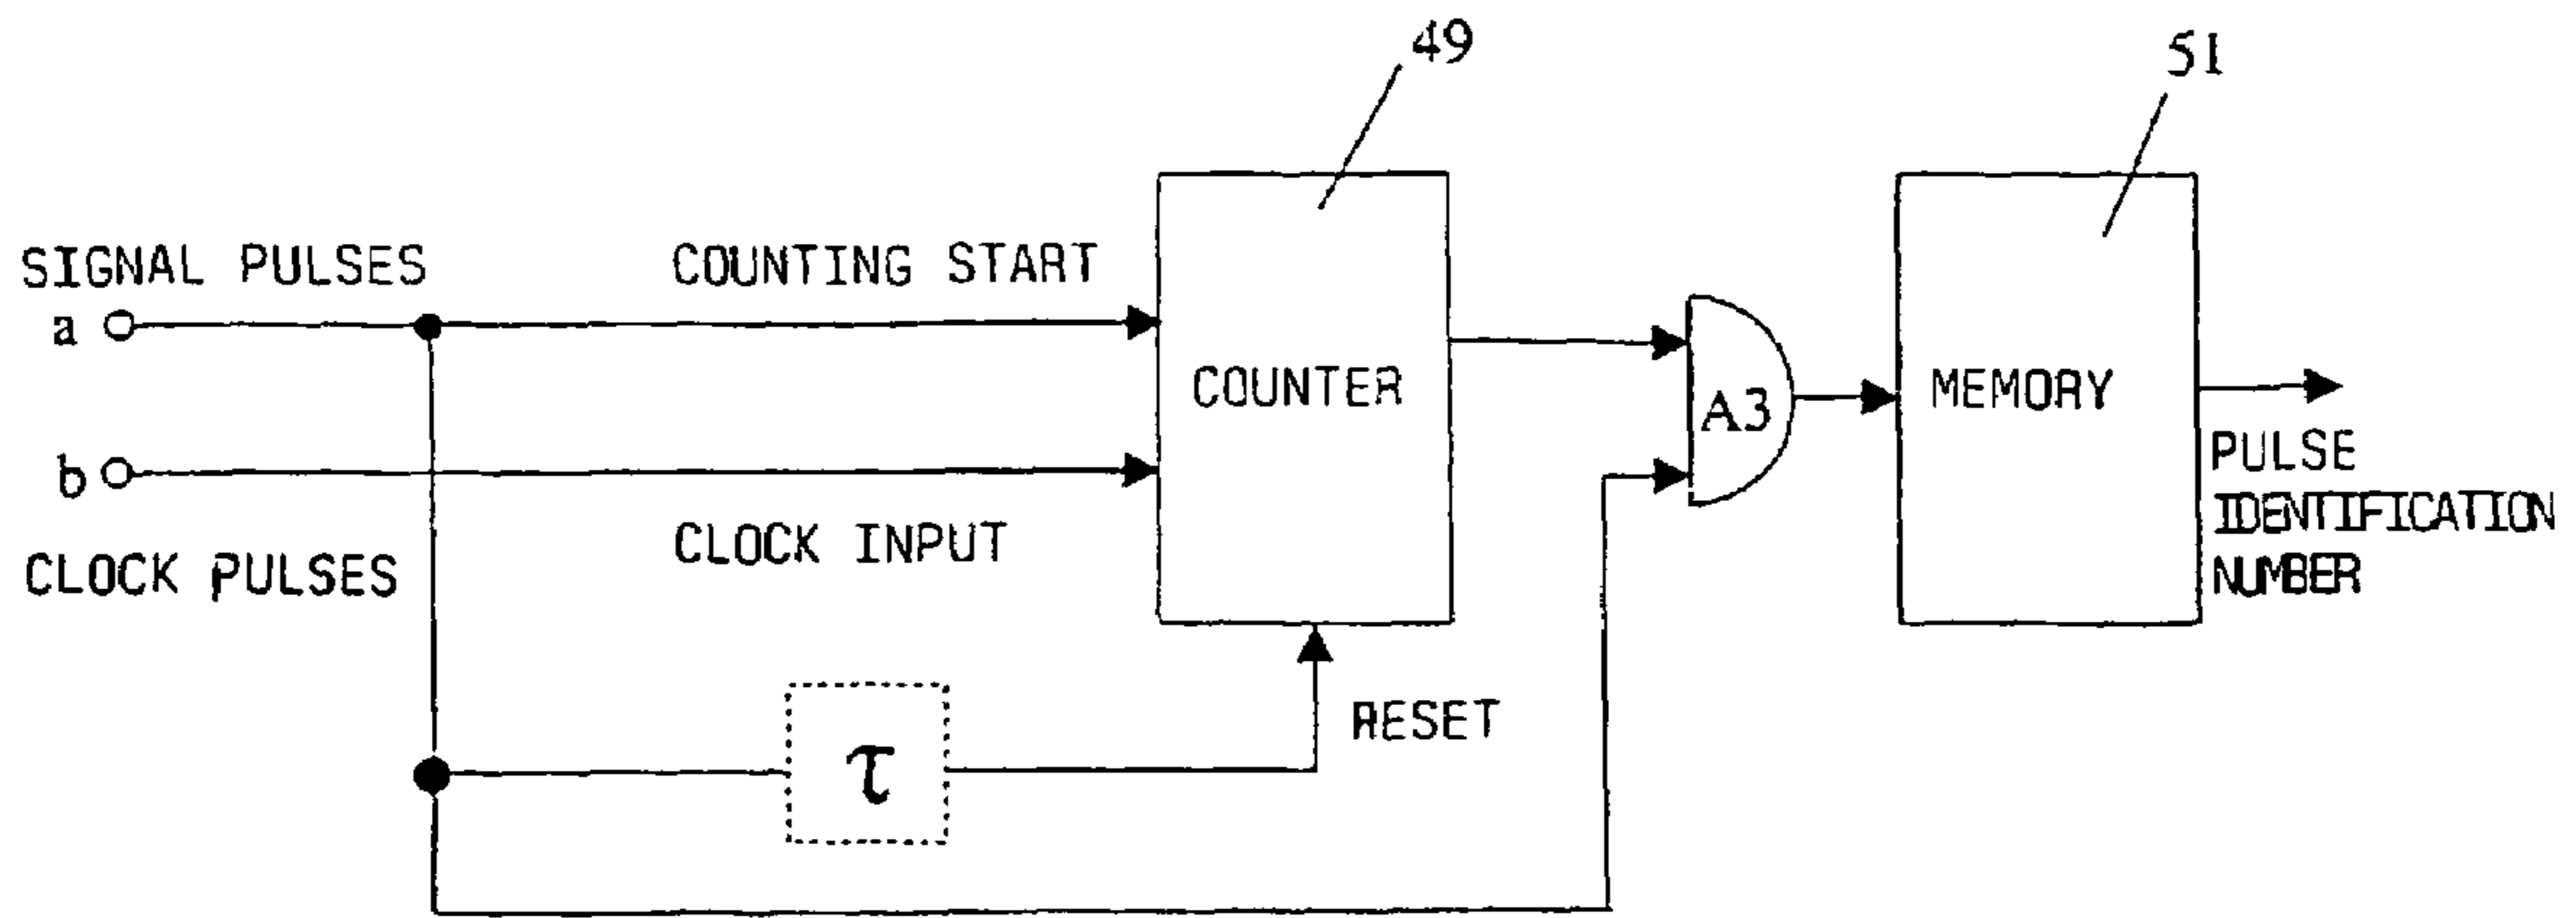 49
51
SIGNAL PULSES
COUNTING START
a
COUNTER
A3
MEMORY
b
PULSE
IDENTIFICATION
NUMBER
CLOCK PULSES
CLOCK INPUT
τ
RESET